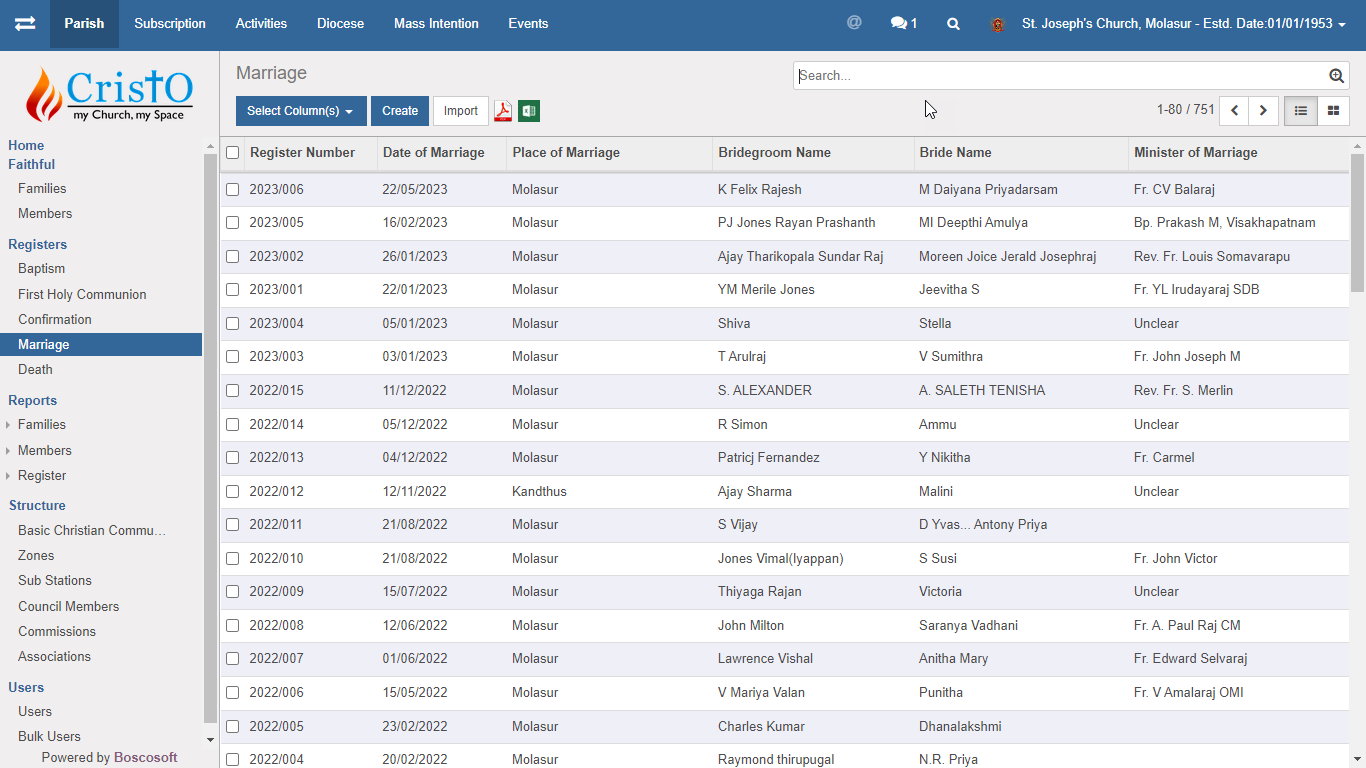 Parish Subscription Activities Diocese Mass Intention Events @ 1 St. Joseph's Church, Molasur - Estd. Date:01/01/1953
CristO
my Church, my Space
Home
Faithful
Families
Members
Registers
Baptism
First Holy Communion
Confirmation
Marriage
Death
Reports
Families
Members
Register
Structure
Basic Christian Commu...
Zones
Sub Stations
Council Members
Commissions
Associations
Users
Users
Bulk Users
Powered by Boscosoft
Marriage
Search...
Select Column(s) Create Import 1-80 / 751
Register Number Date of Marriage Place of Marriage Bridegroom Name Bride Name Minister of Marriage
2023/006 22/05/2023 Molasur K Felix Rajesh M Daiyana Priyadarsam Fr. CV Balaraj
2023/005 16/02/2023 Molasur PJ Jones Rayan Prashanth MI Deepthi Amulya Bp. Prakash M, Visakhapatnam
2023/002 26/01/2023 Molasur Ajay Tharikopala Sundar Raj Moreen Joice Jerald Josephraj Rev. Fr. Louis Somavarapu
2023/001 22/01/2023 Molasur YM Merile Jones Jeevitha S Fr. YL Irudayaraj SDB
2023/004 05/01/2023 Molasur Shiva Stella Unclear
2023/003 03/01/2023 Molasur T Arulraj V Sumithra Fr. John Joseph M
2022/015 11/12/2022 Molasur S. ALEXANDER A. SALETH TENISHA Rev. Fr. S. Merlin
2022/014 05/12/2022 Molasur R Simon Ammu Unclear
2022/013 04/12/2022 Molasur Patricj Fernandez Y Nikitha Fr. Carmel
2022/012 12/11/2022 Kandthus Ajay Sharma Malini Unclear
2022/011 21/08/2022 Molasur S Vijay D Yvas... Antony Priya
2022/010 21/08/2022 Molasur Jones Vimal(Iyappan) S Susi Fr. John Victor
2022/009 15/07/2022 Molasur Thiyaga Rajan Victoria Unclear
2022/008 12/06/2022 Molasur John Milton Saranya Vadhani Fr. A. Paul Raj CM
2022/007 01/06/2022 Molasur Lawrence Vishal Anitha Mary Fr. Edward Selvaraj
2022/006 15/05/2022 Molasur V Mariya Valan Punitha Fr. V Amalaraj OMI
2022/005 23/02/2022 Molasur Charles Kumar Dhanalakshmi
2022/004 20/02/2022 Molasur Raymond thirupugal N.R. Priya